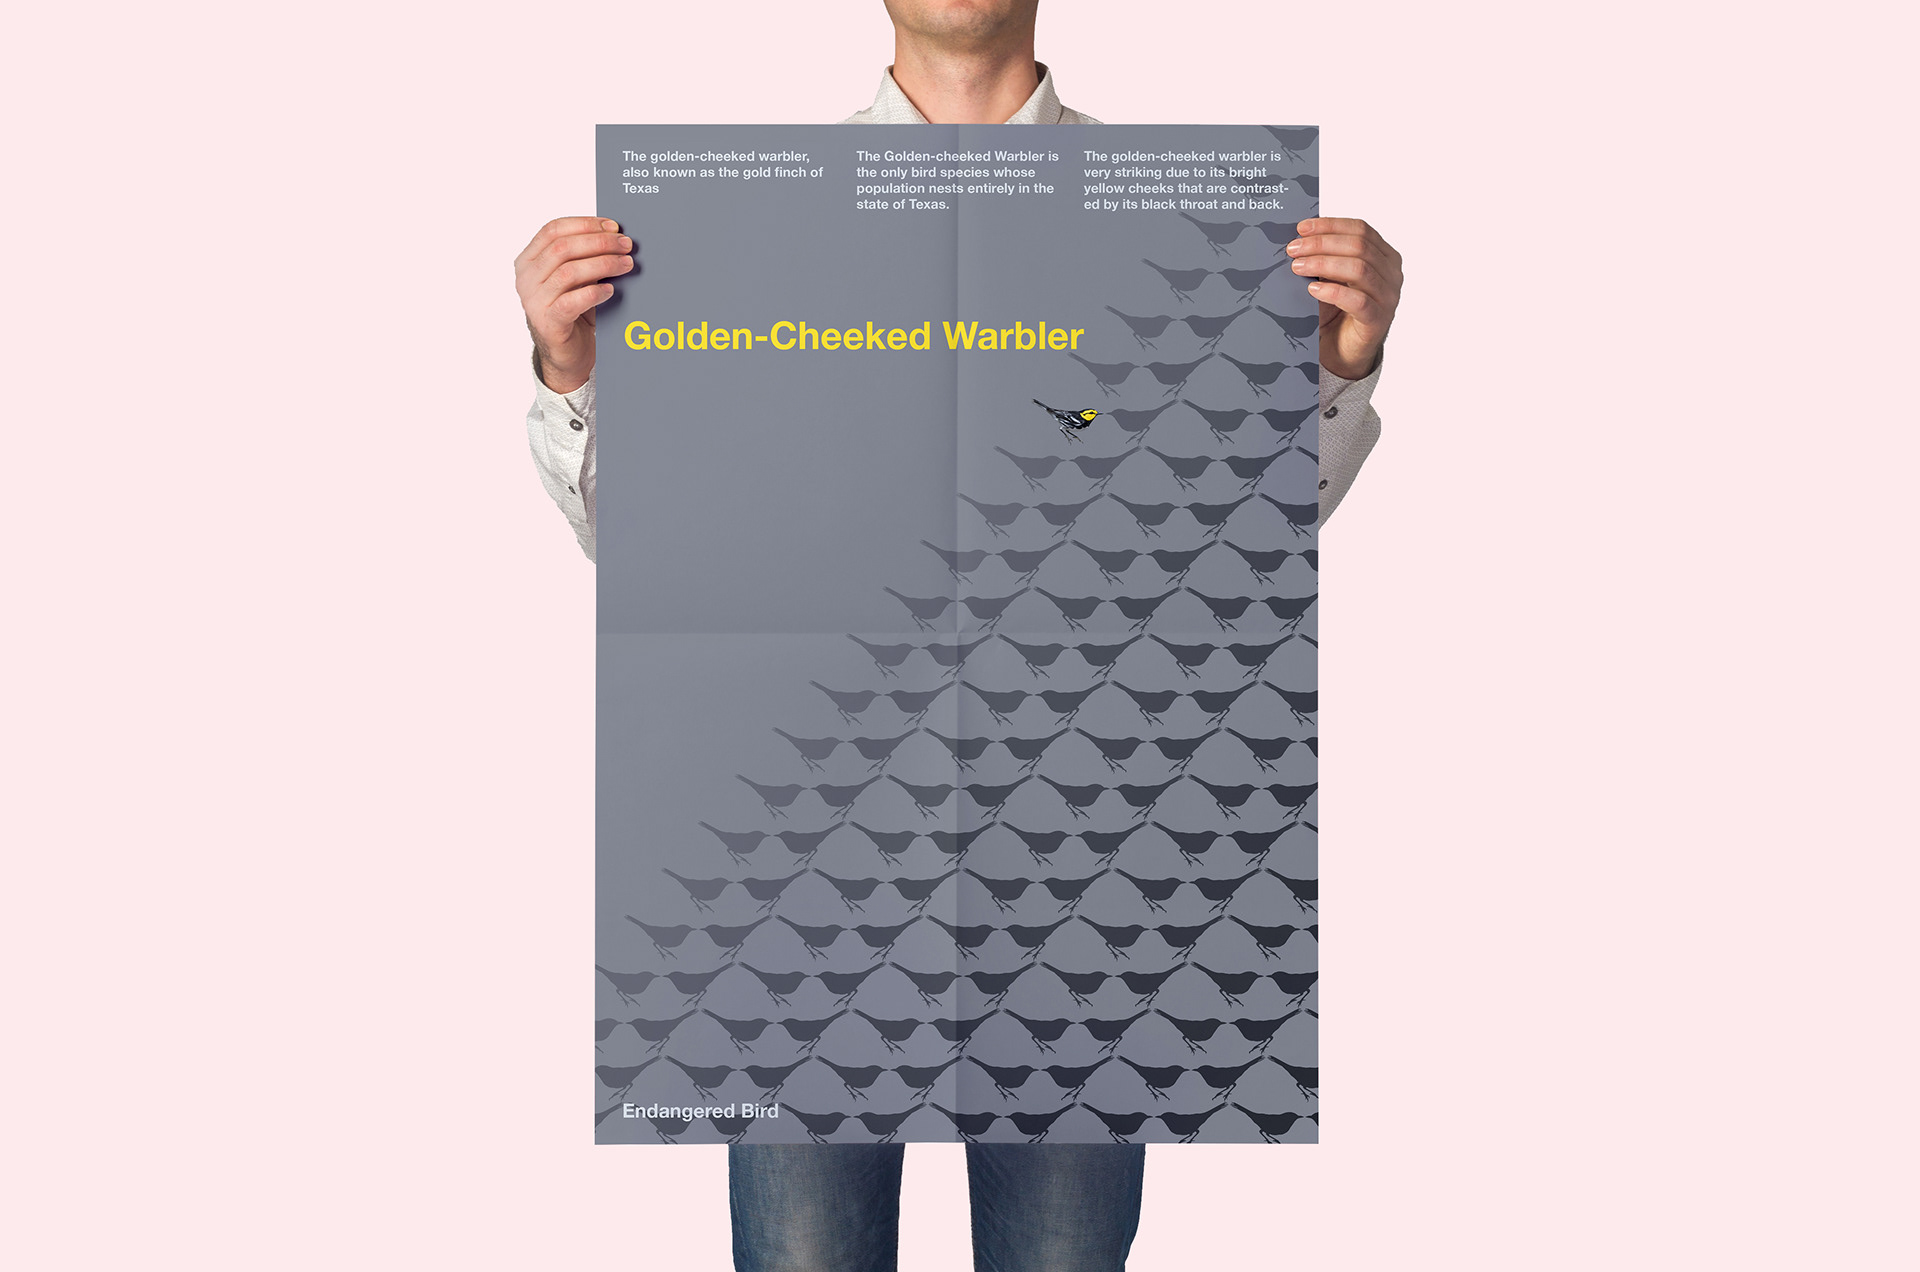 The golden-cheeked warbler,
also known as the gold finch of
Texas
The Golden-cheeked Warbler is
the only bird species whose
population nests entirely in the
state of Texas.
The golden-cheeked warbler is
very striking due to its bright
yellow cheeks that are contrast-
ed by its black throat and back.
Golden-Cheeked Warbler
Endangered Bird